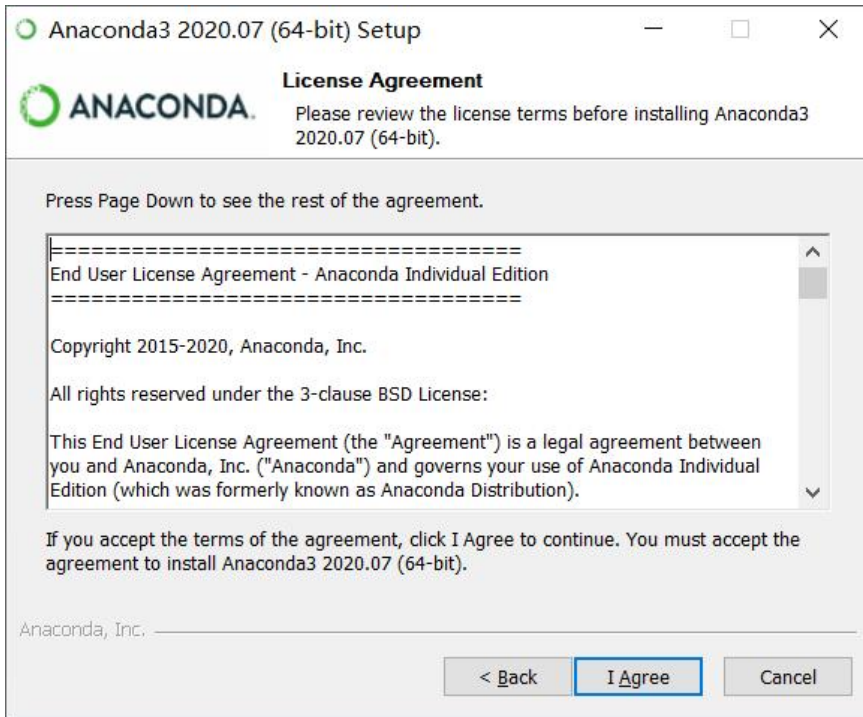 Anaconda3 2020.07 (64-bit) Setup
ANACONDA.
License Agreement
Please review the license terms before installing Anaconda3
2020.07 (64-bit).
Press Page Down to see the rest of the agreement.
===================================
End User License Agreement - Anaconda Individual Edition
===================================
Copyright 2015-2020, Anaconda, Inc.
All rights reserved under the 3-clause BSD License:
This End User License Agreement (the "Agreement") is a legal agreement between
you and Anaconda, Inc. ("Anaconda") and governs your use of Anaconda Individual
Edition (which was formerly known as Anaconda Distribution).
If you accept the terms of the agreement, click I Agree to continue. You must accept the
agreement to install Anaconda3 2020.07 (64-bit).
Anaconda, Inc.
< Back
I Agree
Cancel